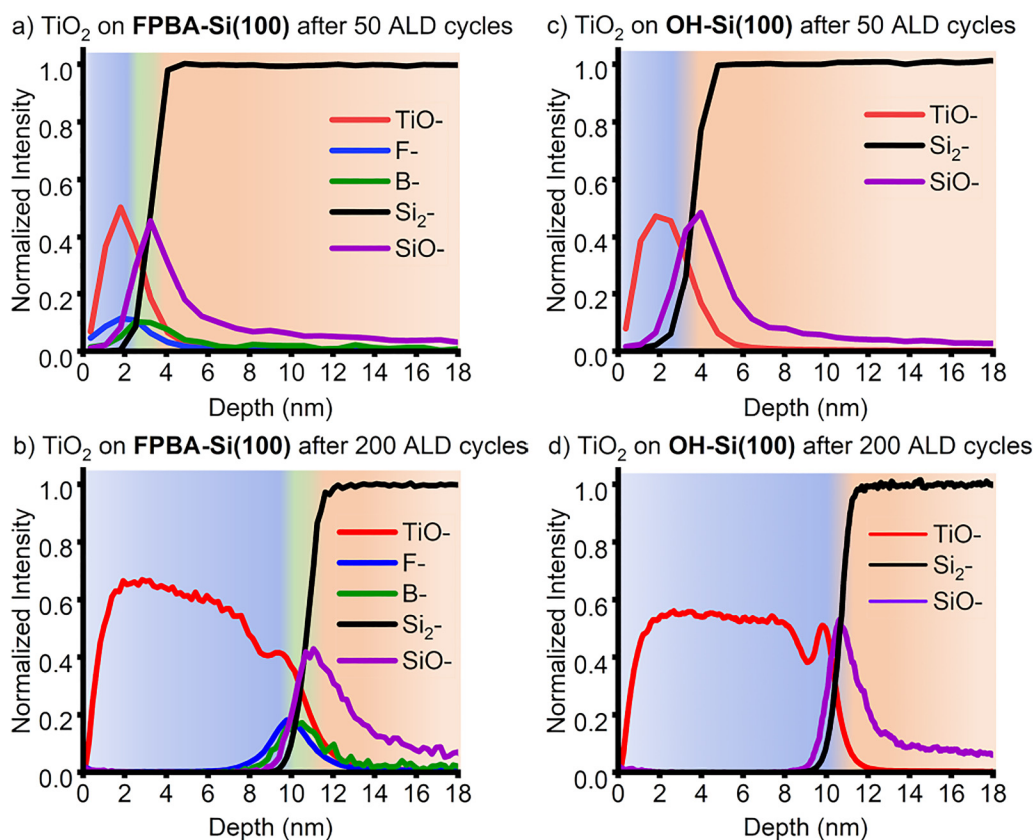 a) TiO₂ on FPBA-Si(100) after 50 ALD cycles
Normalized Intensity
1.0
0.8
0.6
0.4
0.2
0.0
TiO-
F-
B-
Si₂-
SiO-
0 2 4 6 8 10 12 14 16 18
Depth (nm)
c) TiO₂ on OH-Si(100) after 50 ALD cycles
Normalized Intensity
1.0
0.8
0.6
0.4
0.2
0.0
TiO-
Si₂-
SiO-
0 2 4 6 8 10 12 14 16 18
Depth (nm)
b) TiO₂ on FPBA-Si(100) after 200 ALD cycles
Normalized Intensity
1.0
0.8
0.6
0.4
0.2
0.0
TiO-
F-
B-
Si₂-
SiO-
0 2 4 6 8 10 12 14 16 18
Depth (nm)
d) TiO₂ on OH-Si(100) after 200 ALD cycles
Normalized Intensity
1.0
0.8
0.6
0.4
0.2
0.0
TiO-
Si₂-
SiO-
0 2 4 6 8 10 12 14 16 18
Depth (nm)